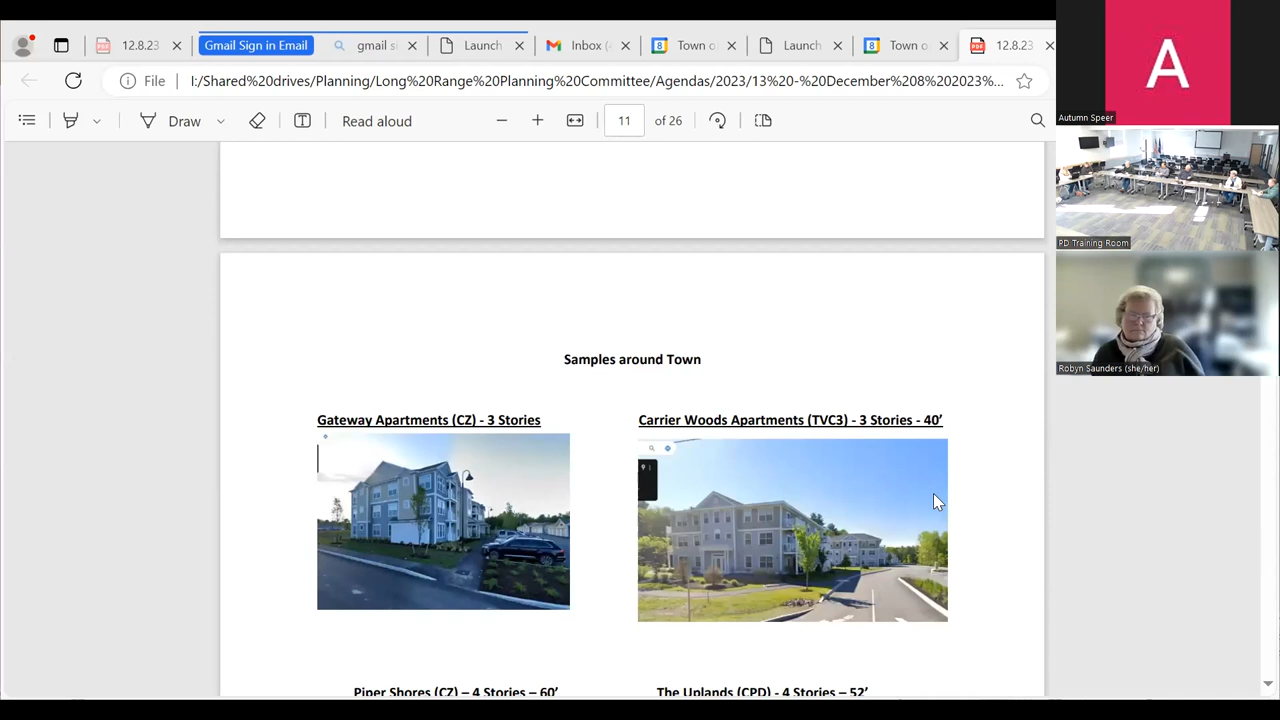 12.8.23
Gmail Sign in Email
gmail si
Launch
Inbox (4
Town o
Launch
Town o
12.8.23
File
I:/Shared%20drives/Planning/Long%20Range%20Planning%20Committee/Agendas/2023/13%20-%20December%208%202023%...
Draw
Read aloud
11
of 26
A
Autumn Speer
PD Training Room
Robyn Saunders (she/her)
Samples around Town
Gateway Apartments (CZ) - 3 Stories
Carrier Woods Apartments (TVC3) - 3 Stories - 40’
Piper Shores (CZ) – 4 Stories – 60’
The Uplands (CPD) - 4 Stories – 52’